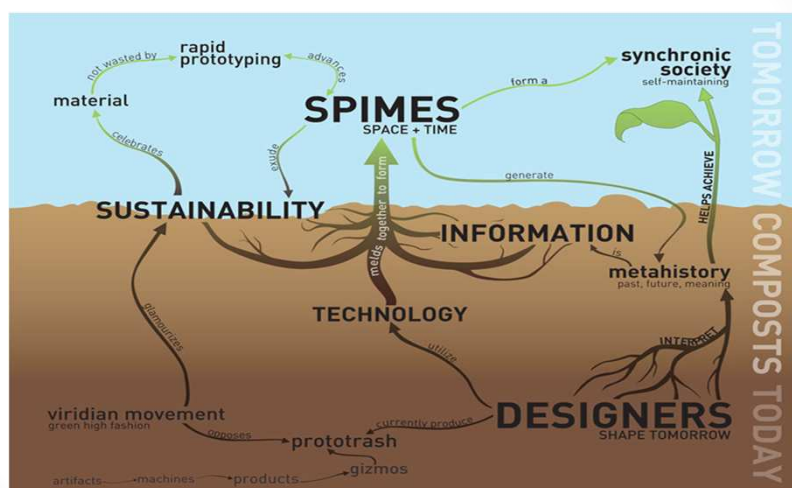 rapid
prototyping
not wasted by
advances
material
celebrates
SPIMES
SPACE + TIME
form a
synchronic
society
self-maintaining
exude
generate
HELPS ACHIEVE
SUSTAINABILITY
melds together to form
INFORMATION
is
metahistory
past, future, meaning
TECHNOLOGY
glamourizes
utilize
INTERPRET
viridian movement
green high fashion
opposes
prototrash
currently produce
DESIGNERS
SHAPE TOMORROW
artifacts
machines
products
gizmos
TOMORROW COMPOSTS TODAY